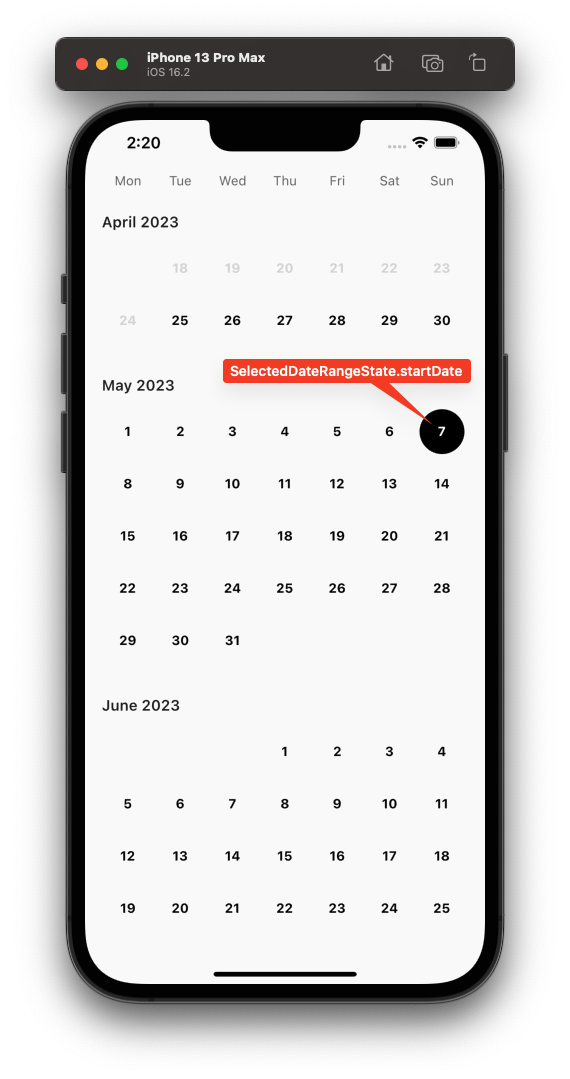 iPhone 13 Pro Max
iOS 16.2
2:20
Mon Tue Wed Thu Fri Sat Sun
April 2023
18 19 20 21 22 23
24 25 26 27 28 29 30
SelectedDateRangeState.startDate
May 2023
1 2 3 4 5 6 7
8 9 10 11 12 13 14
15 16 17 18 19 20 21
22 23 24 25 26 27 28
29 30 31
June 2023
1 2 3 4
5 6 7 8 9 10 11
12 13 14 15 16 17 18
19 20 21 22 23 24 25